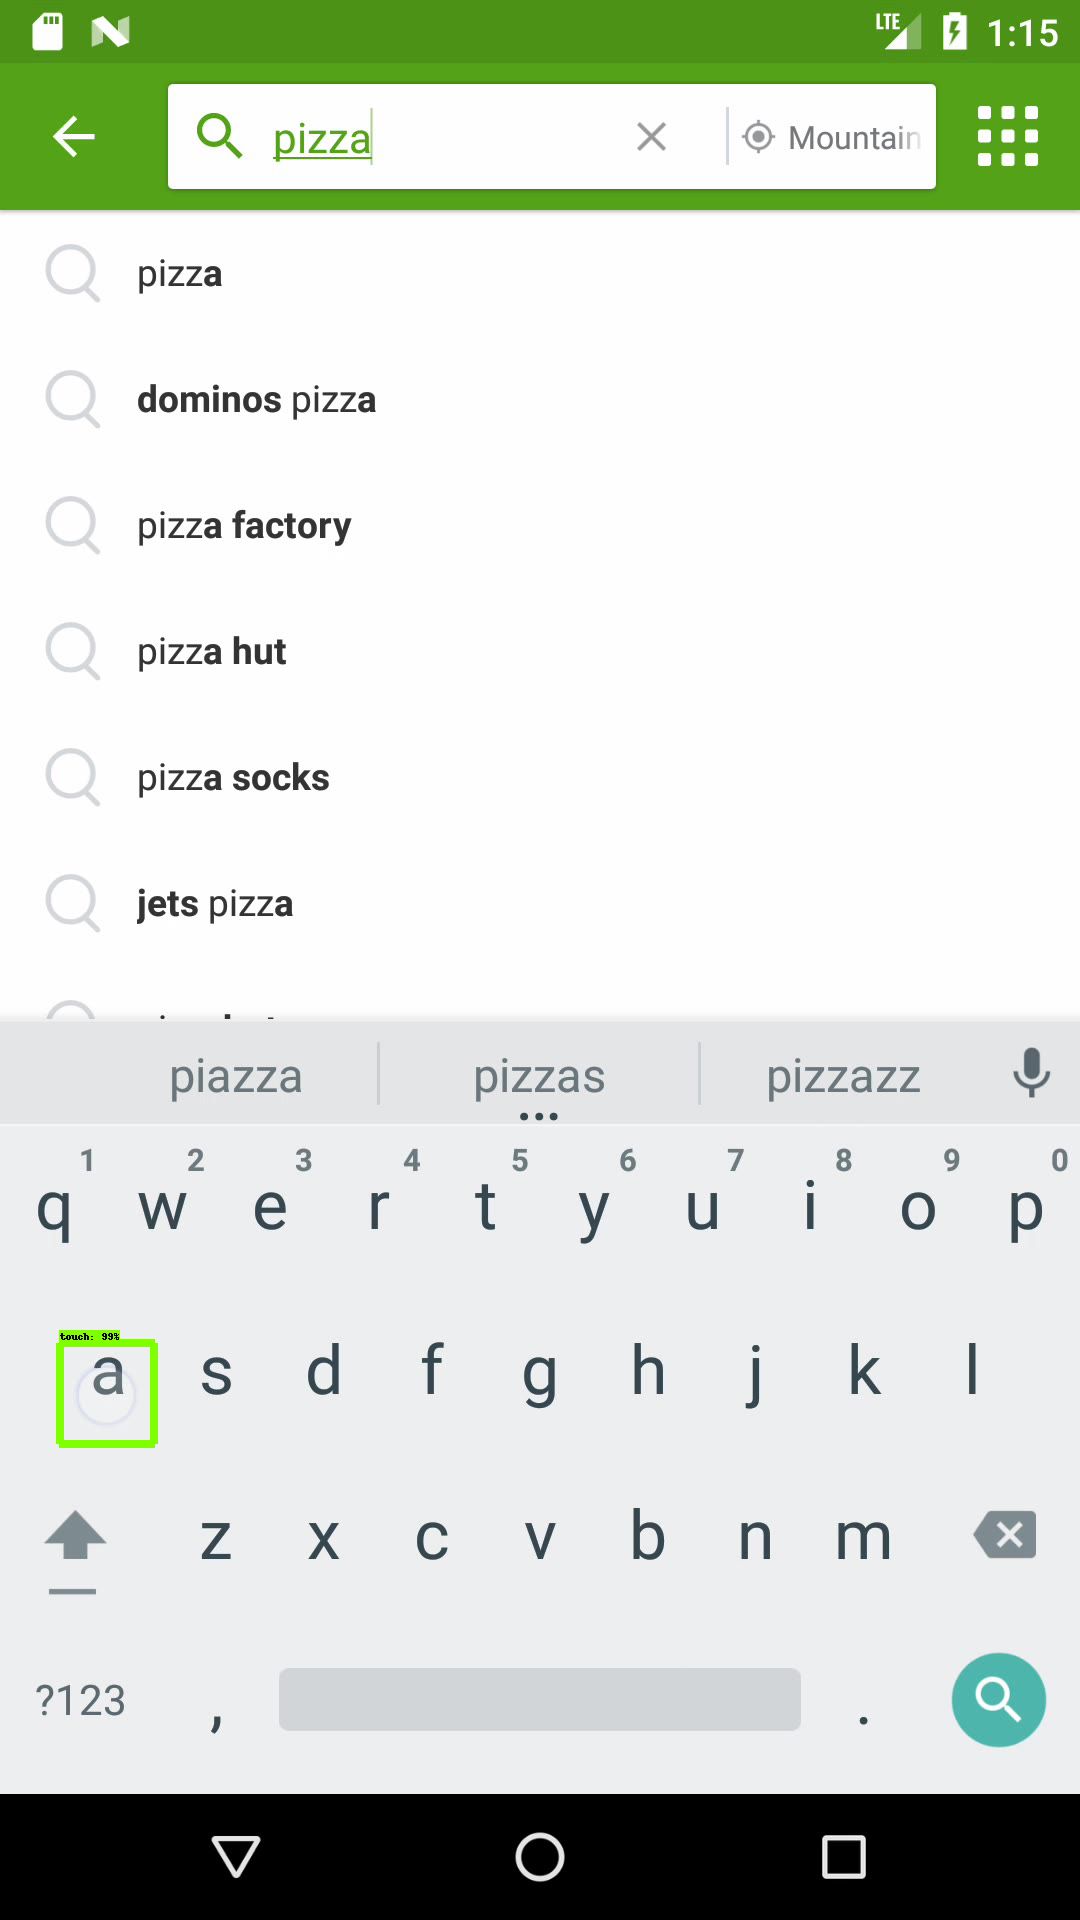 LTE 1:15
pizza Mountain
pizza
dominos pizza
pizza factory
pizza hut
pizza socks
jets pizza
piazza pizzas pizzazz
1 2 3 4 5 6 7 8 9 0
q w e r t y u i o p
touch: 99%
a s d f g h j k l
z x c v b n m
?123 , .